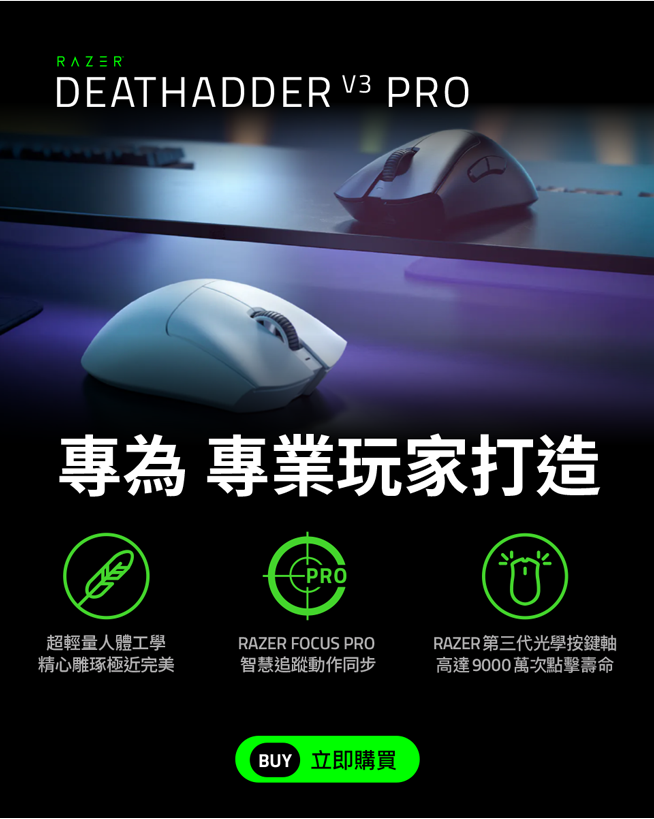 RAZER
DEATHADDER V3 PRO
專為 專業玩家打造
PRO
超輕量人體工學
精心雕琢極近完美
RAZER FOCUS PRO
智慧追蹤動作同步
RAZER 第三代光學按鍵軸
高達 9000 萬次點擊壽命
BUY 立即購買